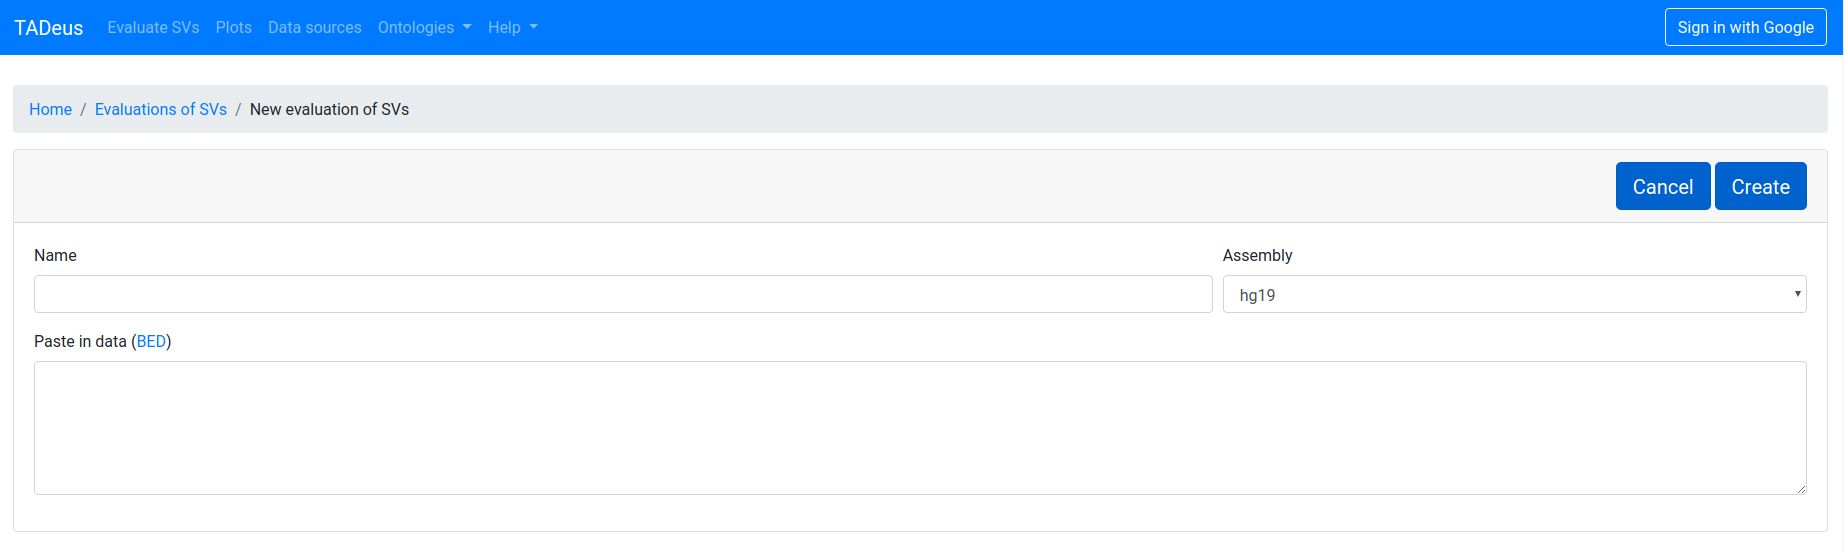 TADeus Evaluate SVs Plots Data sources Ontologies Help Sign in with Google
Home / Evaluations of SVs / New evaluation of SVs
Cancel Create
Name Assembly
hg19
Paste in data (BED)